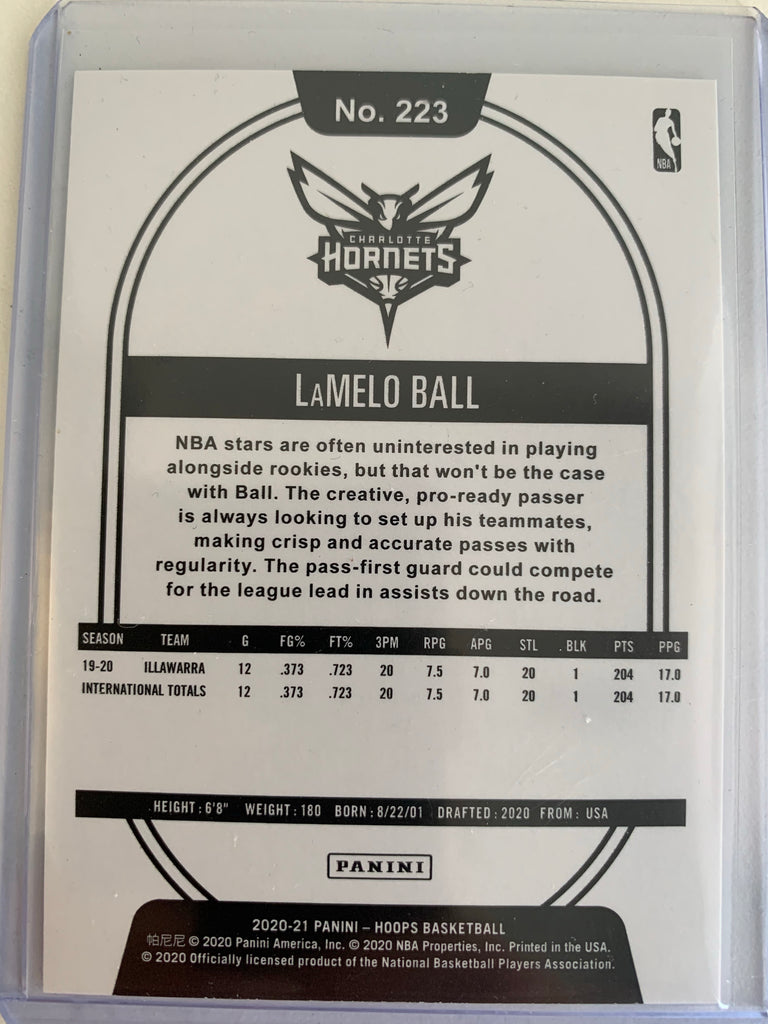 No. 223
NBA
CHARLOTTE
HORNETS
LaMELO BALL
NBA stars are often uninterested in playing
alongside rookies, but that won't be the case
with Ball. The creative, pro-ready passer
is always looking to set up his teammates,
making crisp and accurate passes with
regularity. The pass-first guard could compete
for the league lead in assists down the road.
SEASON TEAM G FG% FT% 3PM RPG APG STL BLK PTS PPG
19-20 ILLAWARRA 12 .373 .723 20 7.5 7.0 20 1 204 17.0
INTERNATIONAL TOTALS 12 .373 .723 20 7.5 7.0 20 1 204 17.0
HEIGHT: 6'8" WEIGHT: 180 BORN: 8/22/01 DRAFTED: 2020 FROM: USA
PANINI
2020-21 PANINI – HOOPS BASKETBALL
帕尼尼 © 2020 Panini America, Inc. © 2020 NBA Properties, Inc. Printed in the USA.
© 2020 Officially licensed product of the National Basketball Players Association.